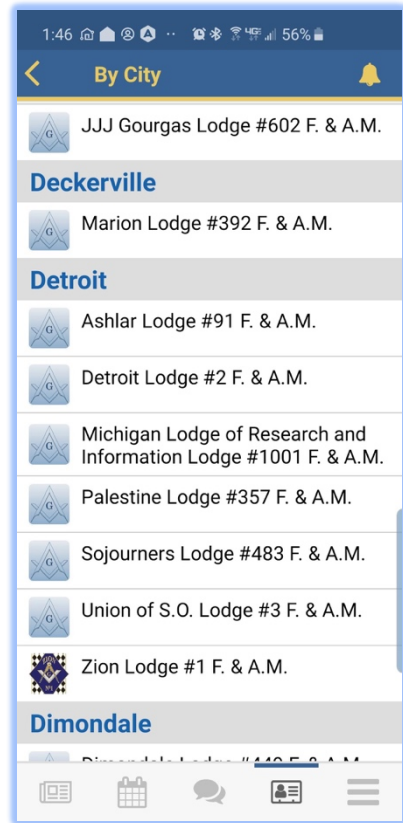 1:46 56%
By City
JJJ Gourgas Lodge #602 F. & A.M.
Deckerville
Marion Lodge #392 F. & A.M.
Detroit
Ashlar Lodge #91 F. & A.M.
Detroit Lodge #2 F. & A.M.
Michigan Lodge of Research and
Information Lodge #1001 F. & A.M.
Palestine Lodge #357 F. & A.M.
Sojourners Lodge #483 F. & A.M.
Union of S.O. Lodge #3 F. & A.M.
Zion Lodge #1 F. & A.M.
Dimondale